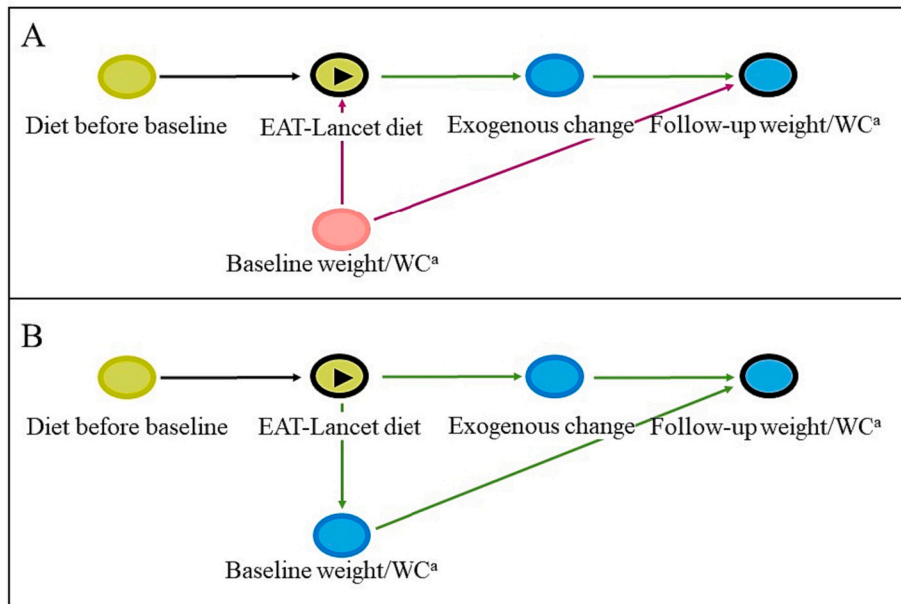 A
Diet before baseline EAT-Lancet diet Exogenous change Follow-up weight/WCᵃ
Baseline weight/WCᵃ
B
Diet before baseline EAT-Lancet diet Exogenous change Follow-up weight/WCᵃ
Baseline weight/WCᵃ